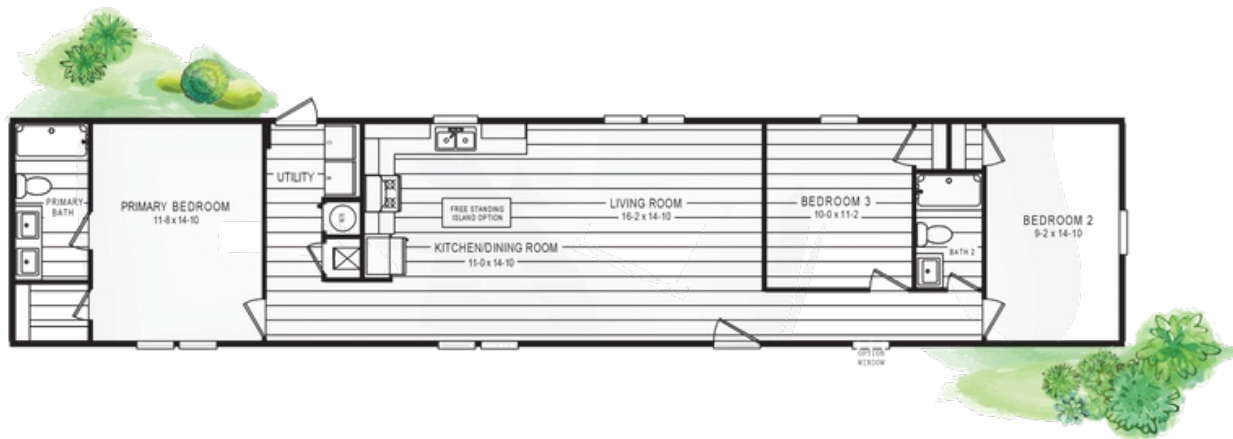 PRIMARY
BATH
PRIMARY BEDROOM
11-8 x 14-10
UTILITY
FREE STANDING
ISLAND OPTION
KITCHEN/DINING ROOM
11-0 x 14-10
LIVING ROOM
16-2 x 14-10
BEDROOM 3
10-0 x 11-2
BATH 2
BEDROOM 2
9-2 x 14-10
OPTION
WINDOW